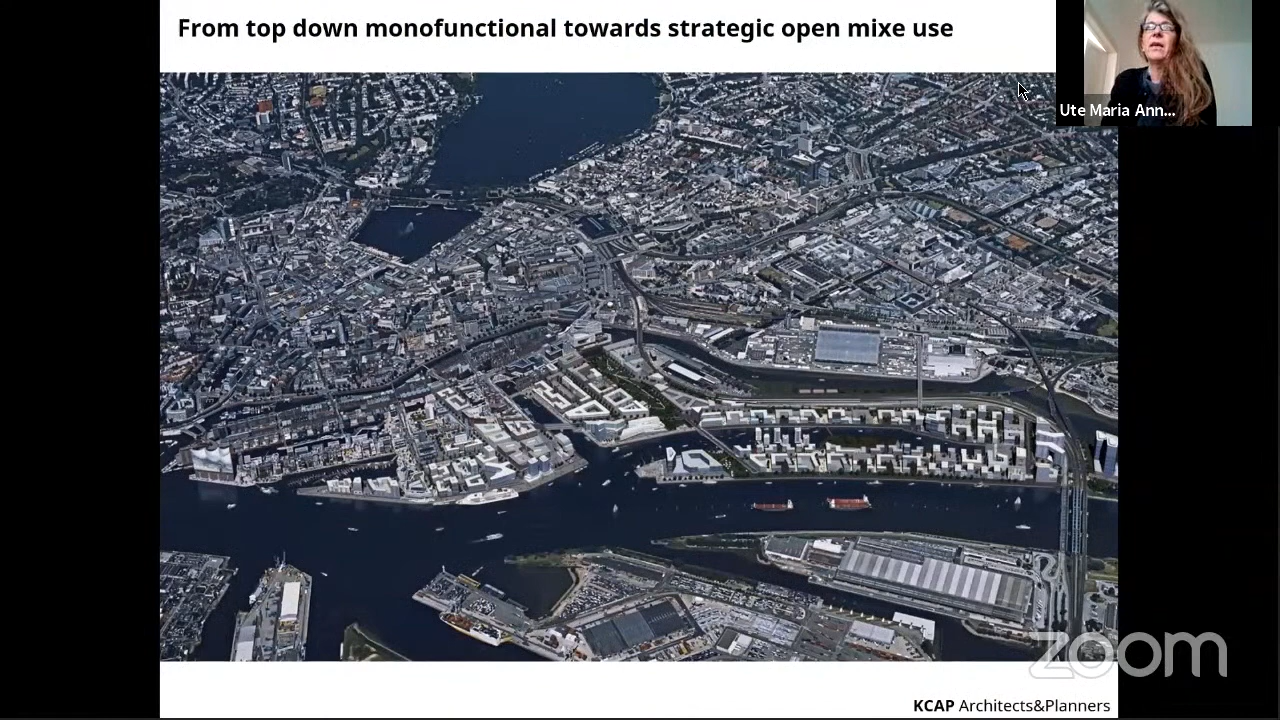 From top down monofunctional towards strategic open mixe use
Ute Maria Ann...
zoom
KCAP Architects&Planners